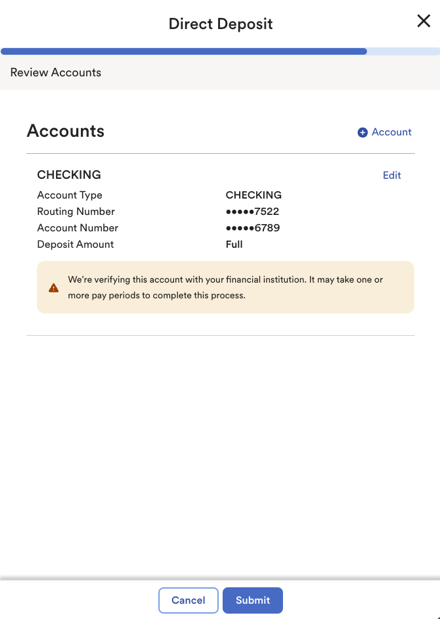 Direct Deposit
Review Accounts
Accounts
Account
CHECKING
Edit
Account Type CHECKING
Routing Number •••••7522
Account Number •••••6789
Deposit Amount Full
We're verifying this account with your financial institution. It may take one or
more pay periods to complete this process.
Cancel Submit